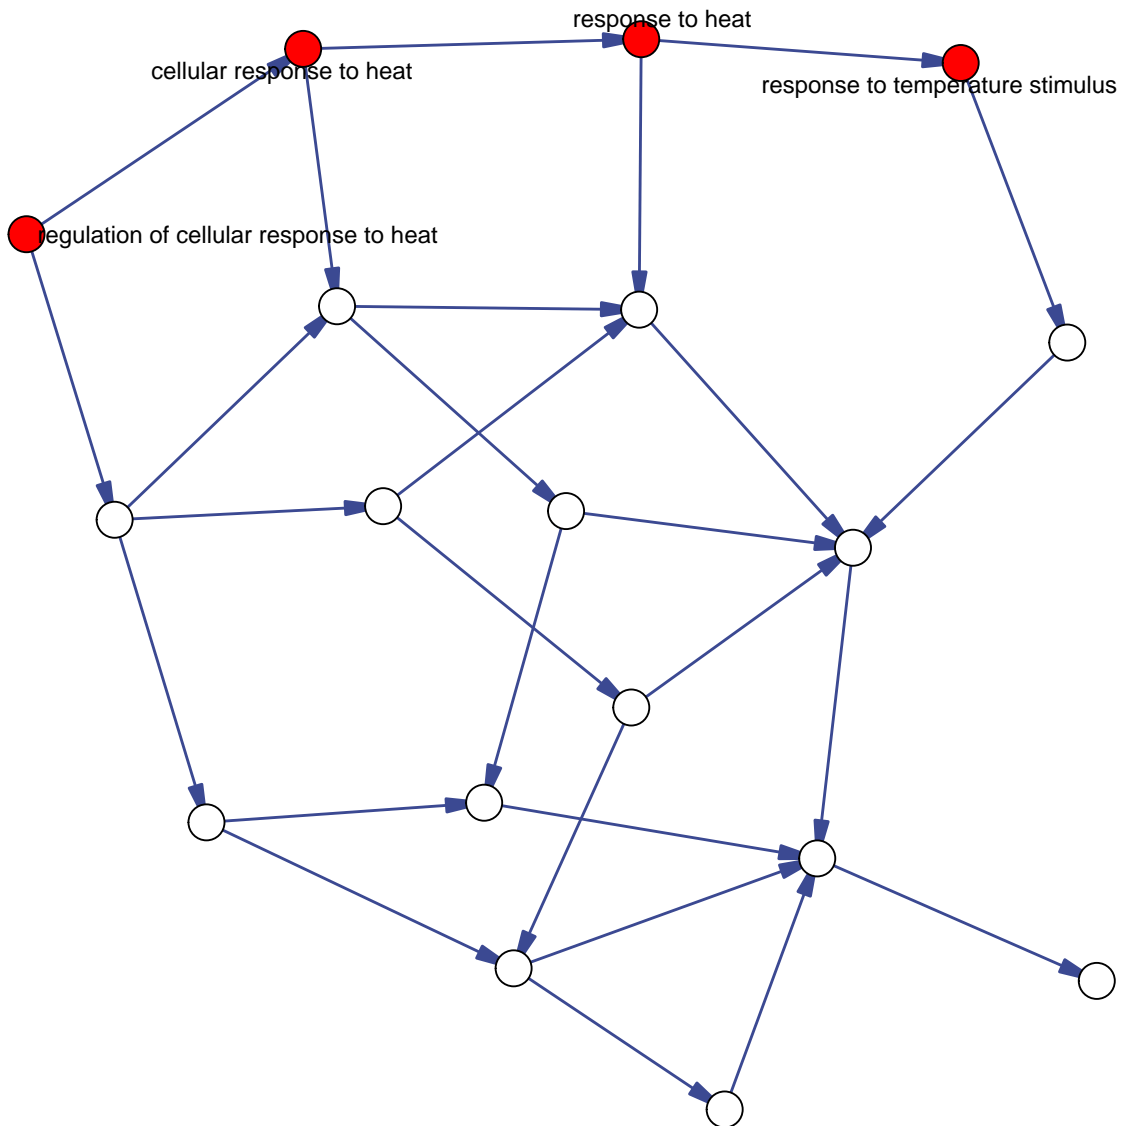 response to heat
cellular response to heat
response to temperature stimulus
regulation of cellular response to heat